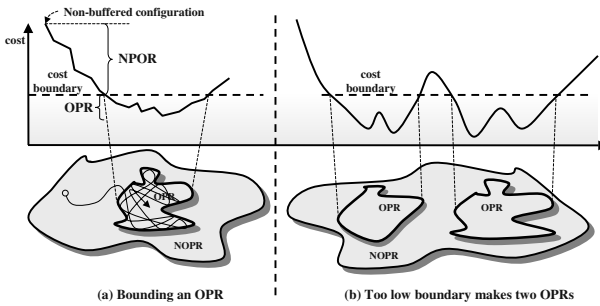 Non-buffered configuration
cost
NPOR
cost
boundary
OPR
OPR
NOPR
(a) Bounding an OPR
cost
boundary
OPR
OPR
NOPR
(b) Too low boundary makes two OPRs